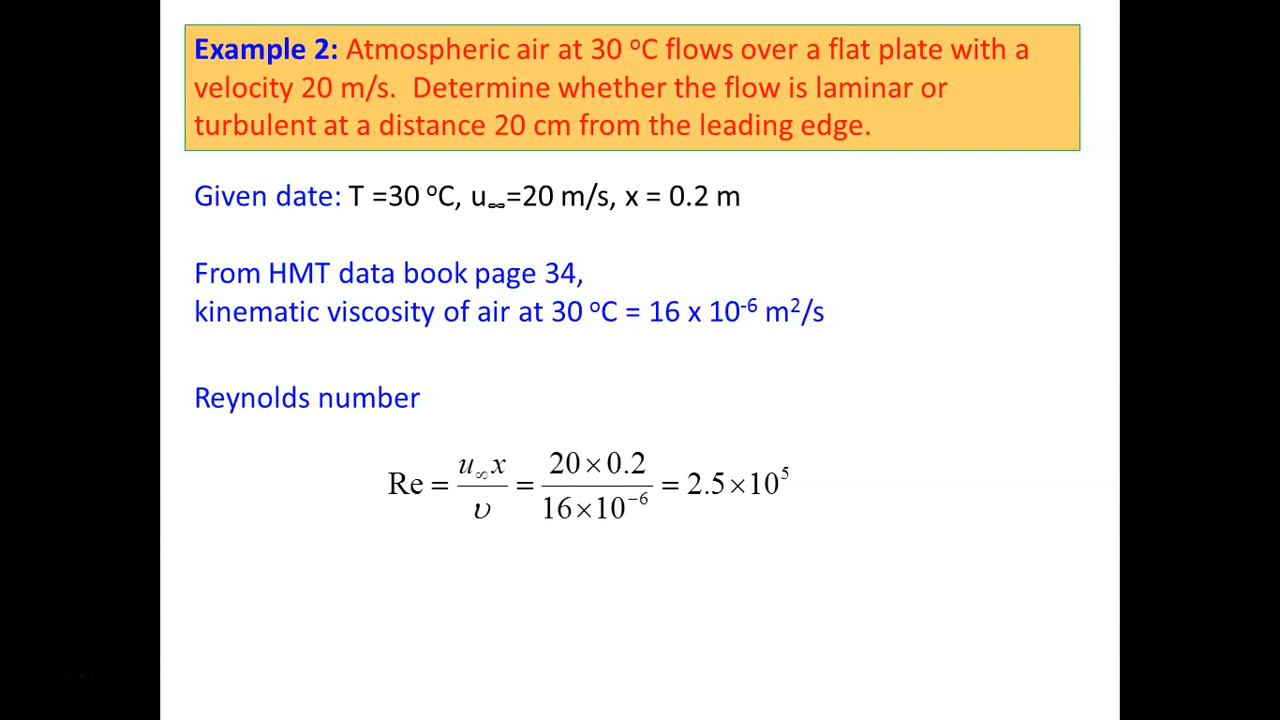 Example 2: Atmospheric air at 30 ºC flows over a flat plate with a
velocity 20 m/s.  Determine whether the flow is laminar or
turbulent at a distance 20 cm from the leading edge.
Given date: T =30 ºC, u∞=20 m/s, x = 0.2 m
From HMT data book page 34,
kinematic viscosity of air at 30 ºC = 16 x 10⁻⁶ m²/s
Reynolds number
Re = u∞x / υ = 20 × 0.2 / 16 × 10⁻⁶ = 2.5 × 10⁵